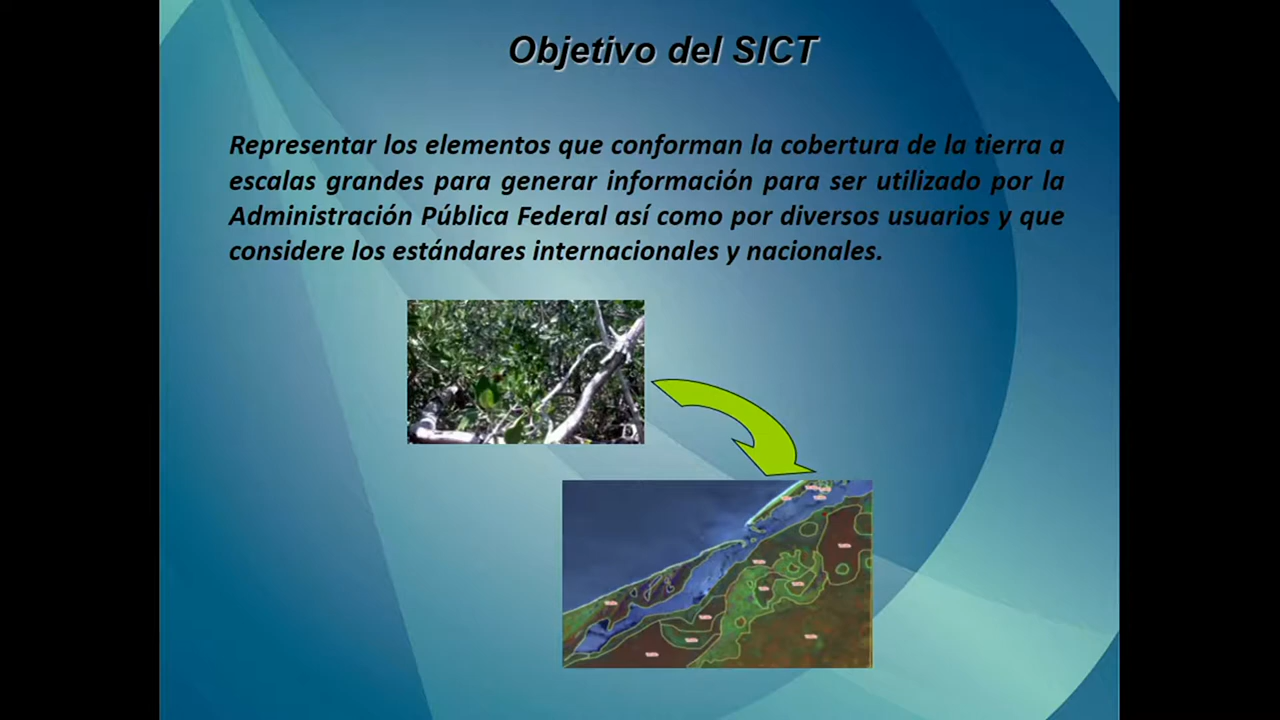 Objetivo del SICT
Representar los elementos que conforman la cobertura de la tierra a
escalas grandes para generar información para ser utilizado por la
Administración Pública Federal así como por diversos usuarios y que
considere los estándares internacionales y nacionales.